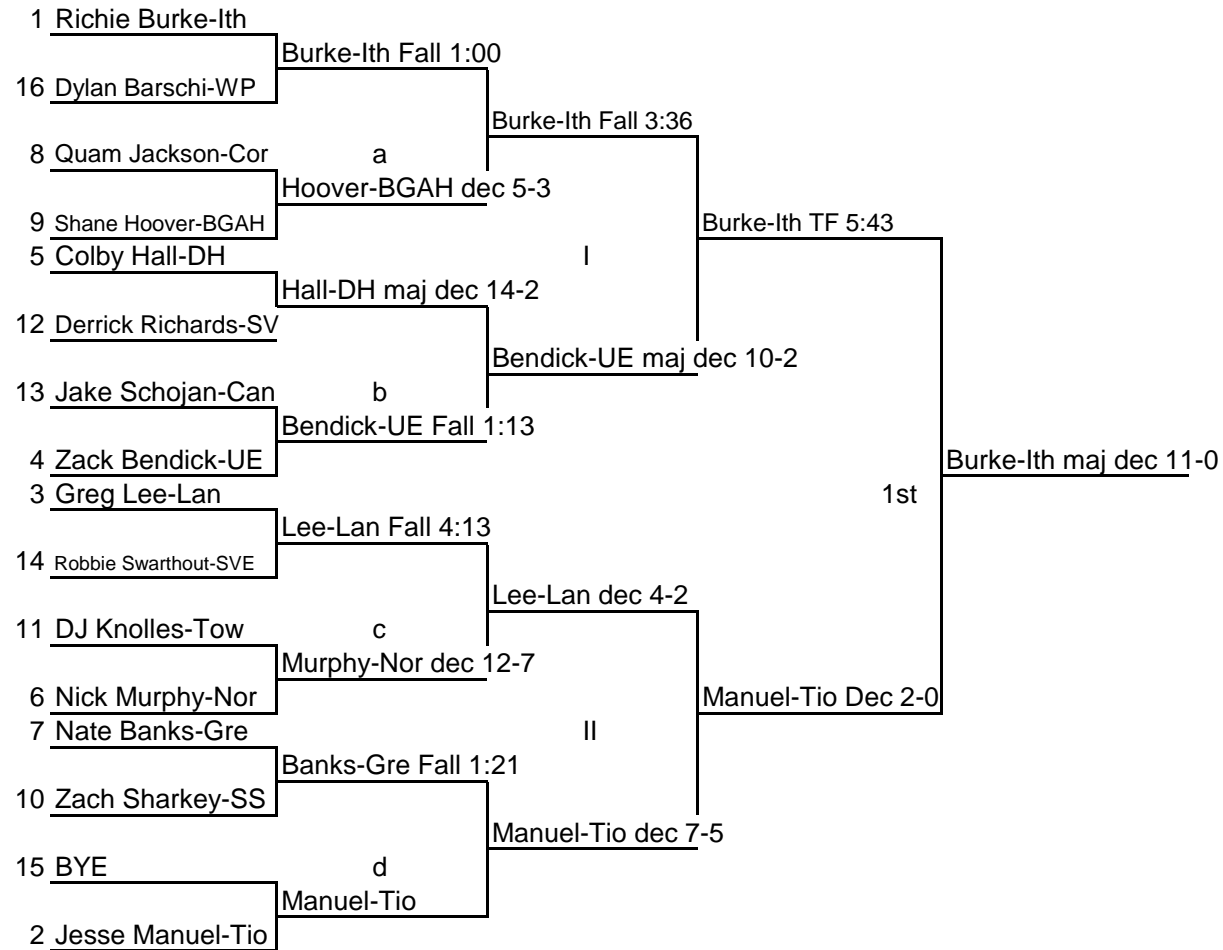 1 Richie Burke-Ith
Burke-Ith Fall 1:00
16 Dylan Barschi-WP
Burke-Ith Fall 3:36
8 Quam Jackson-Cor a
Hoover-BGAH dec 5-3
9 Shane Hoover-BGAH Burke-Ith TF 5:43
5 Colby Hall-DH I
Hall-DH maj dec 14-2
12 Derrick Richards-SV
Bendick-UE maj dec 10-2
13 Jake Schojan-Can b
Bendick-UE Fall 1:13
4 Zack Bendick-UE Burke-Ith maj dec 11-0
3 Greg Lee-Lan 1st
Lee-Lan Fall 4:13
14 Robbie Swarthout-SVE
Lee-Lan dec 4-2
11 DJ Knolles-Tow c
Murphy-Nor dec 12-7
6 Nick Murphy-Nor Manuel-Tio Dec 2-0
7 Nate Banks-Gre II
Banks-Gre Fall 1:21
10 Zach Sharkey-SS
Manuel-Tio dec 7-5
15 BYE d
Manuel-Tio
2 Jesse Manuel-Tio